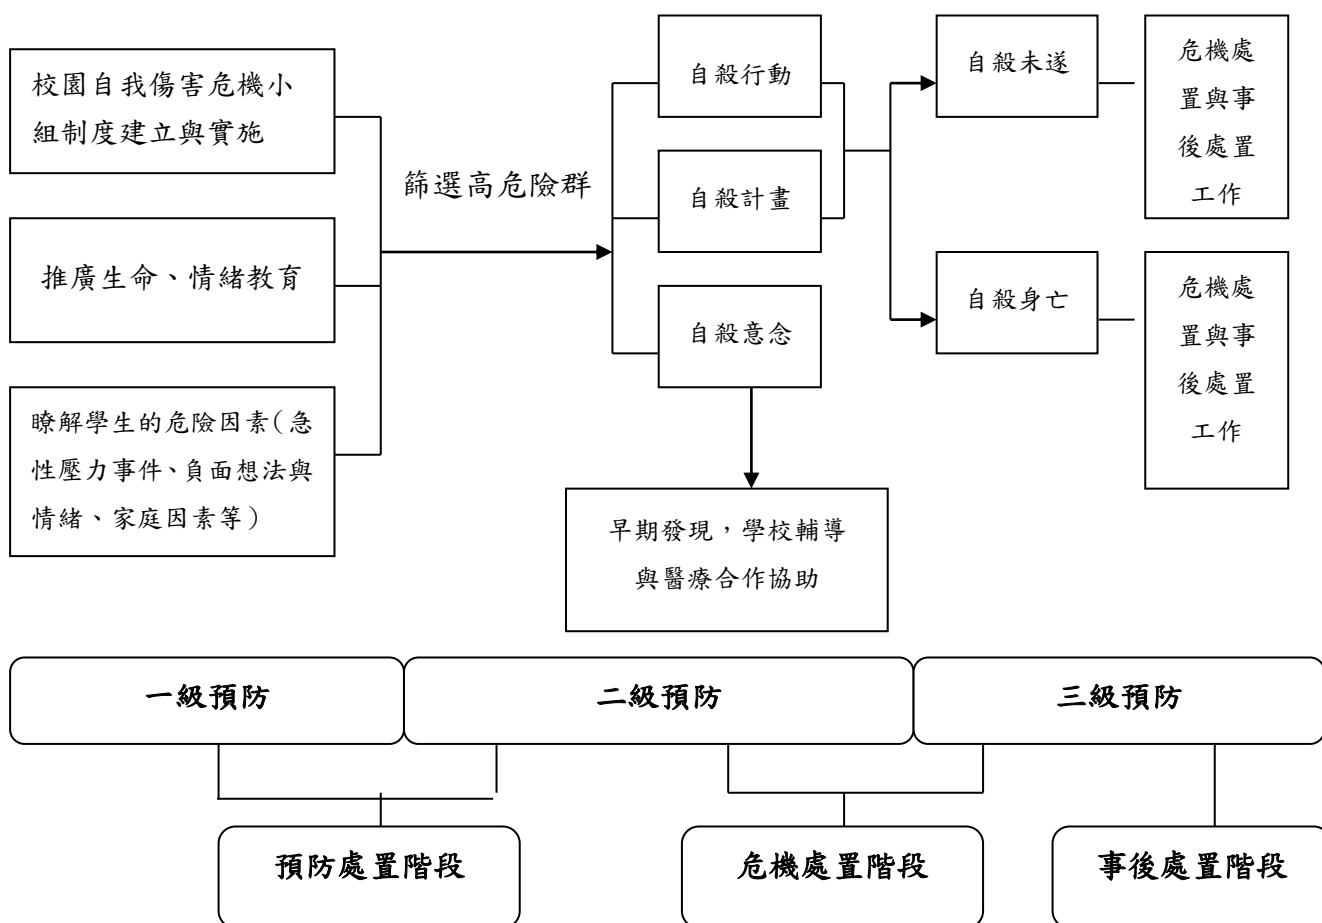 校園自我傷害危機小
組制度建立與實施
推廣生命、情緒教育
瞭解學生的危險因素（急
性壓力事件、負面想法與
情緒、家庭因素等）
篩選高危險群
自殺行動
自殺計畫
自殺意念
早期發現，學校輔導
與醫療合作協助
自殺未遂
自殺身亡
危機處
置與事
後處置
工作
危機處
置與事
後處置
工作
一級預防
二級預防
三級預防
預防處置階段
危機處置階段
事後處置階段